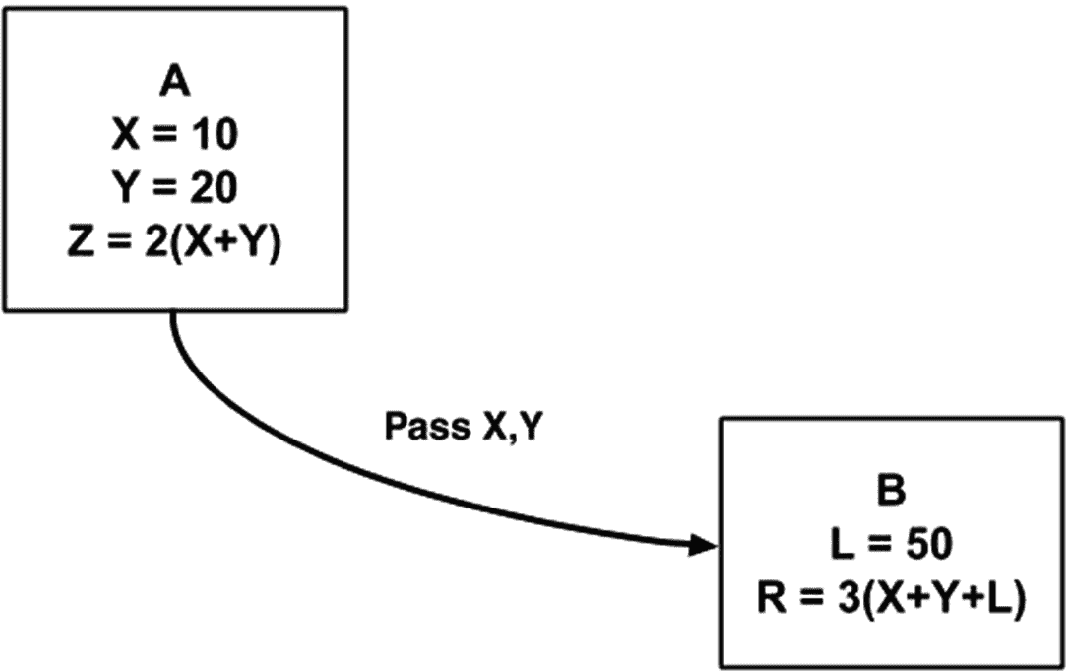 A
X = 10
Y = 20
Z = 2(X+Y)
Pass X,Y
B
L = 50
R = 3(X+Y+L)